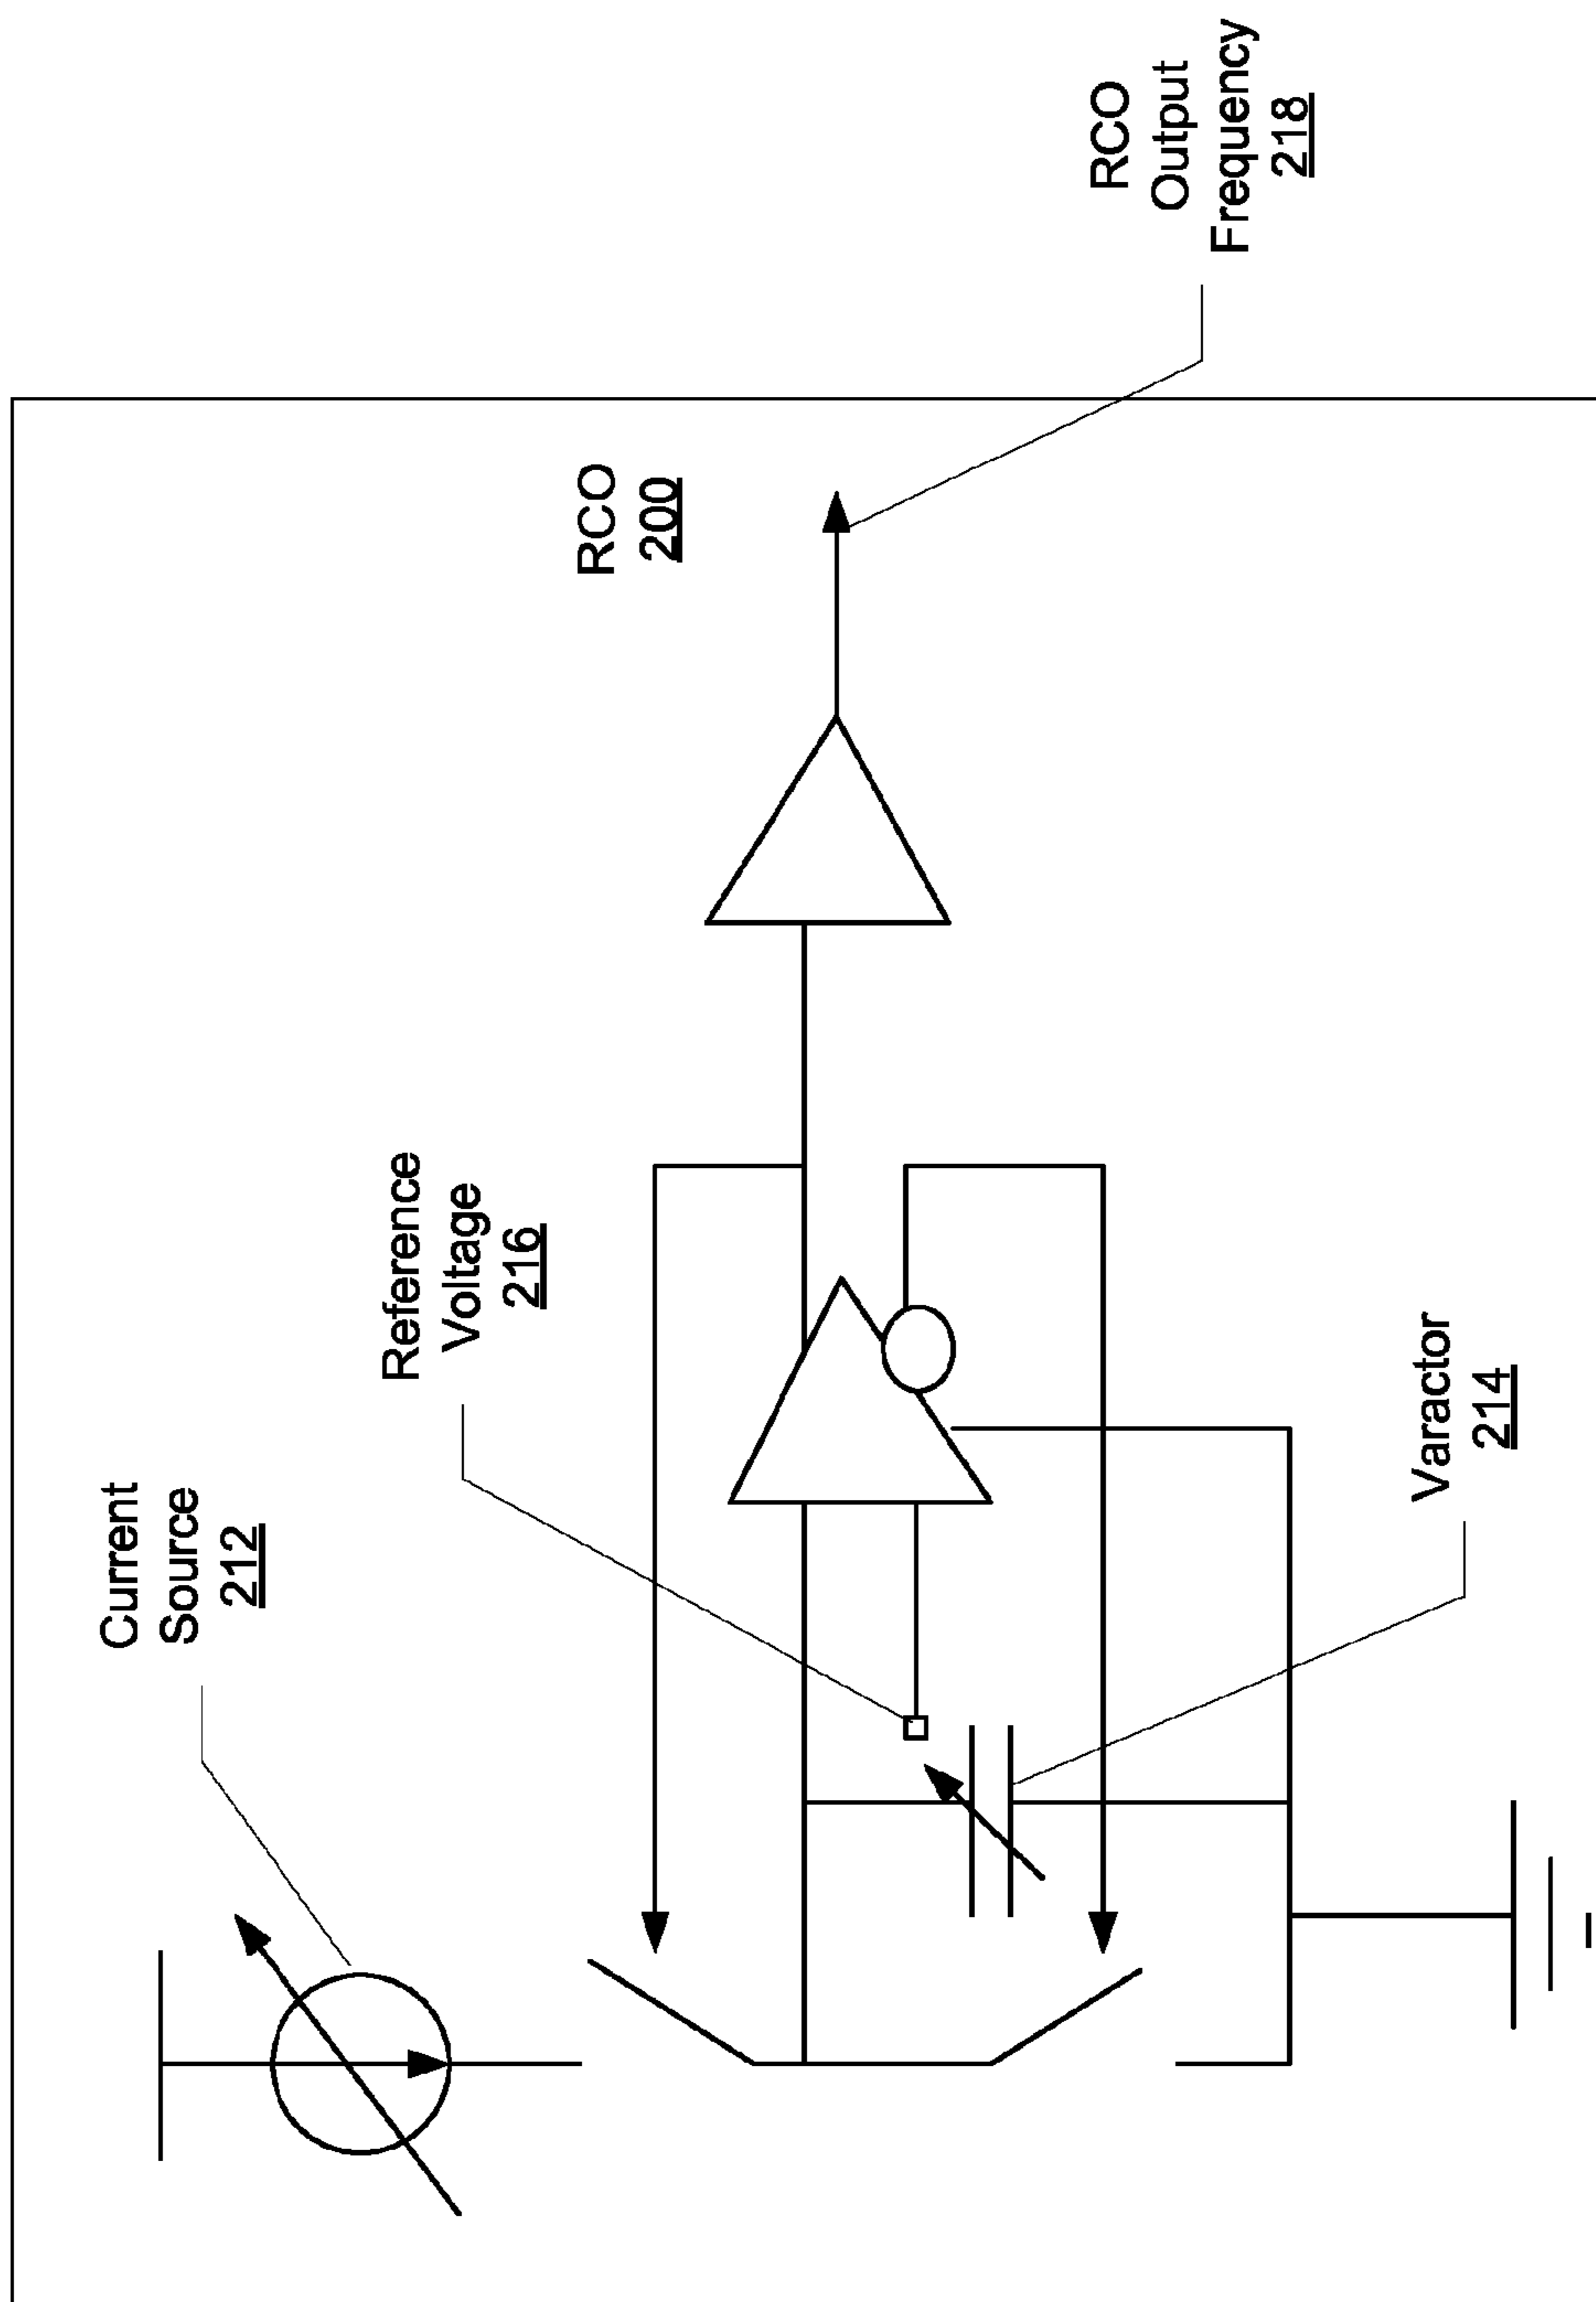 Current
Source
212
Reference
Voltage
216
RCO
200
RCO
Output
Frequency
218
Varactor
214